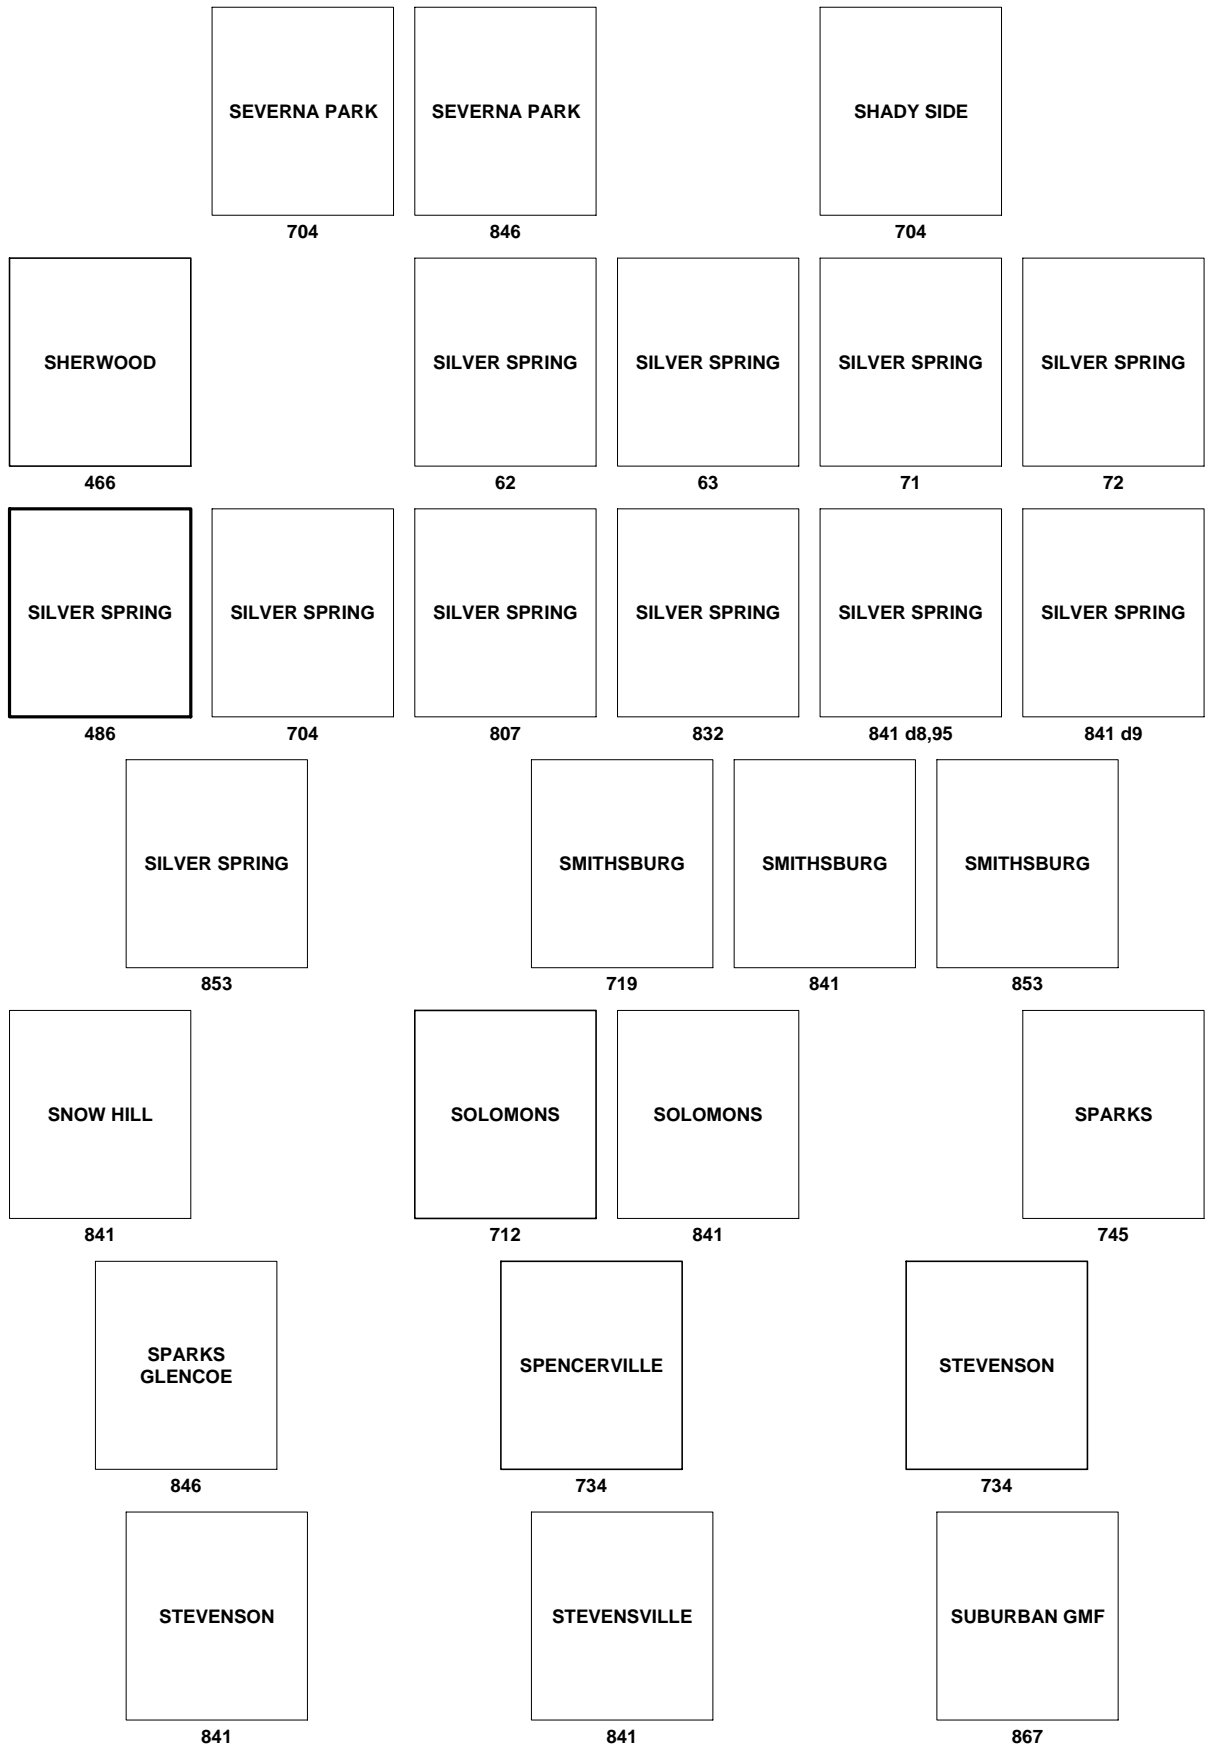 SEVERNA PARK
SEVERNA PARK
SHADY SIDE
704
846
704
SHERWOOD
SILVER SPRING
SILVER SPRING
SILVER SPRING
SILVER SPRING
466
62
63
71
72
SILVER SPRING
SILVER SPRING
SILVER SPRING
SILVER SPRING
SILVER SPRING
SILVER SPRING
486
704
807
832
841 d8,95
841 d9
SILVER SPRING
SMITHSBURG
SMITHSBURG
SMITHSBURG
853
719
841
853
SNOW HILL
SOLOMONS
SOLOMONS
SPARKS
841
712
841
745
SPARKS
GLENCOE
SPENCERVILLE
STEVENSON
846
734
734
STEVENSON
STEVENSVILLE
SUBURBAN GMF
841
841
867